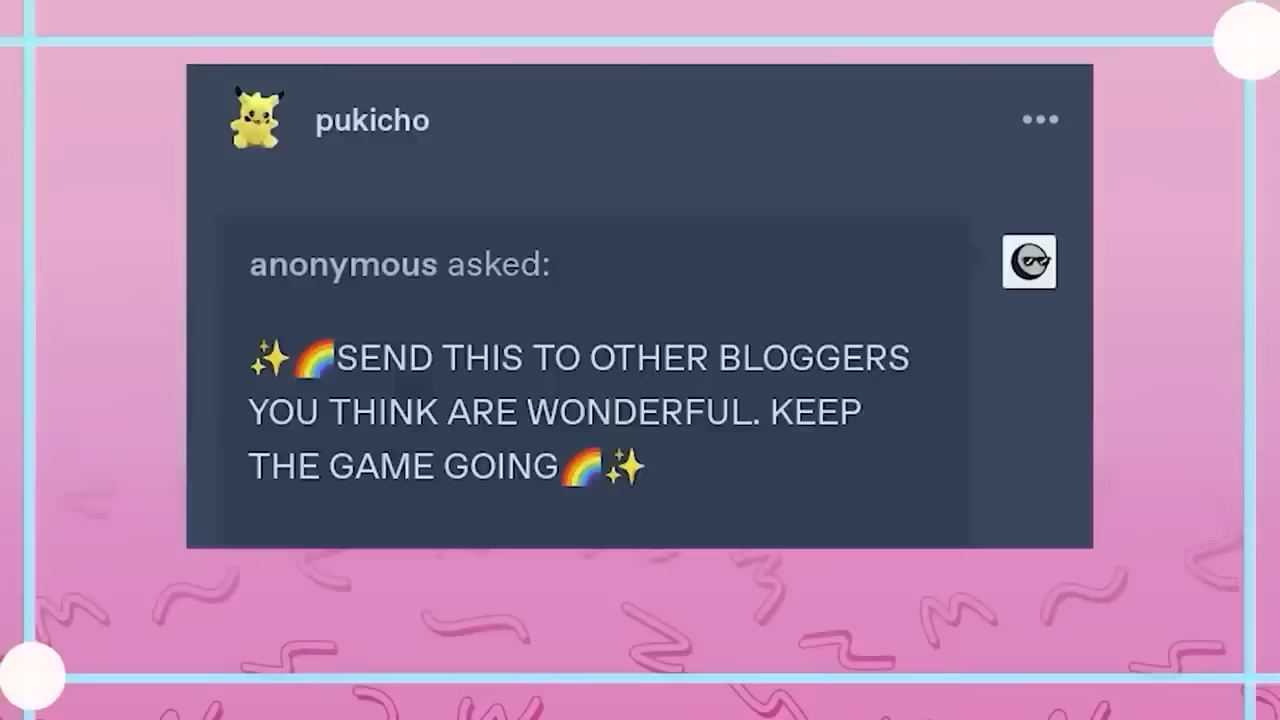 pukicho
anonymous asked:
✨🌈SEND THIS TO OTHER BLOGGERS
YOU THINK ARE WONDERFUL. KEEP
THE GAME GOING🌈✨